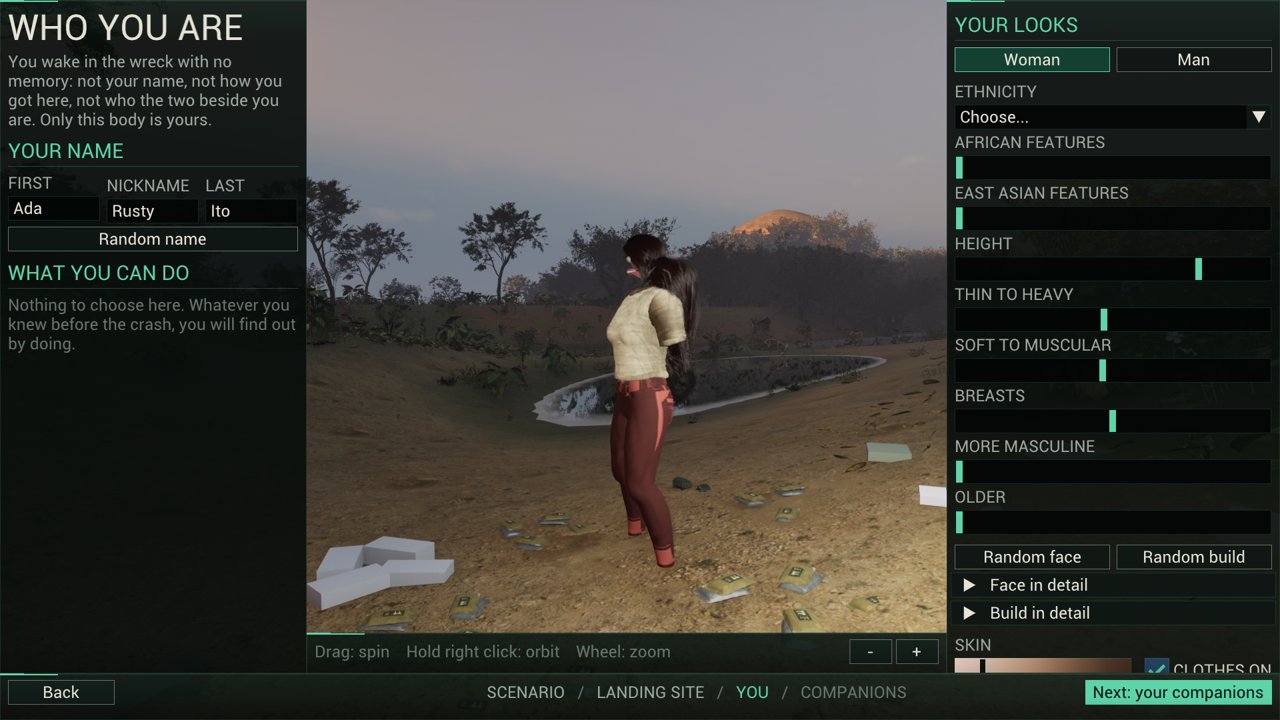 WHO YOU ARE
You wake in the wreck with no
memory: not your name, not how you
got here, not who the two beside you
are. Only this body is yours.
YOUR NAME
FIRST NICKNAME LAST
Ada Rusty Ito
Random name
WHAT YOU CAN DO
Nothing to choose here. Whatever you
knew before the crash, you will find out
by doing.
Drag: spin Hold right click: orbit Wheel: zoom
- +
YOUR LOOKS
Woman Man
ETHNICITY
Choose...
AFRICAN FEATURES
EAST ASIAN FEATURES
HEIGHT
THIN TO HEAVY
SOFT TO MUSCULAR
BREASTS
MORE MASCULINE
OLDER
Random face Random build
Face in detail
Build in detail
SKIN
CLOTHES ON
Back
SCENARIO / LANDING SITE / YOU / COMPANIONS
Next: your companions